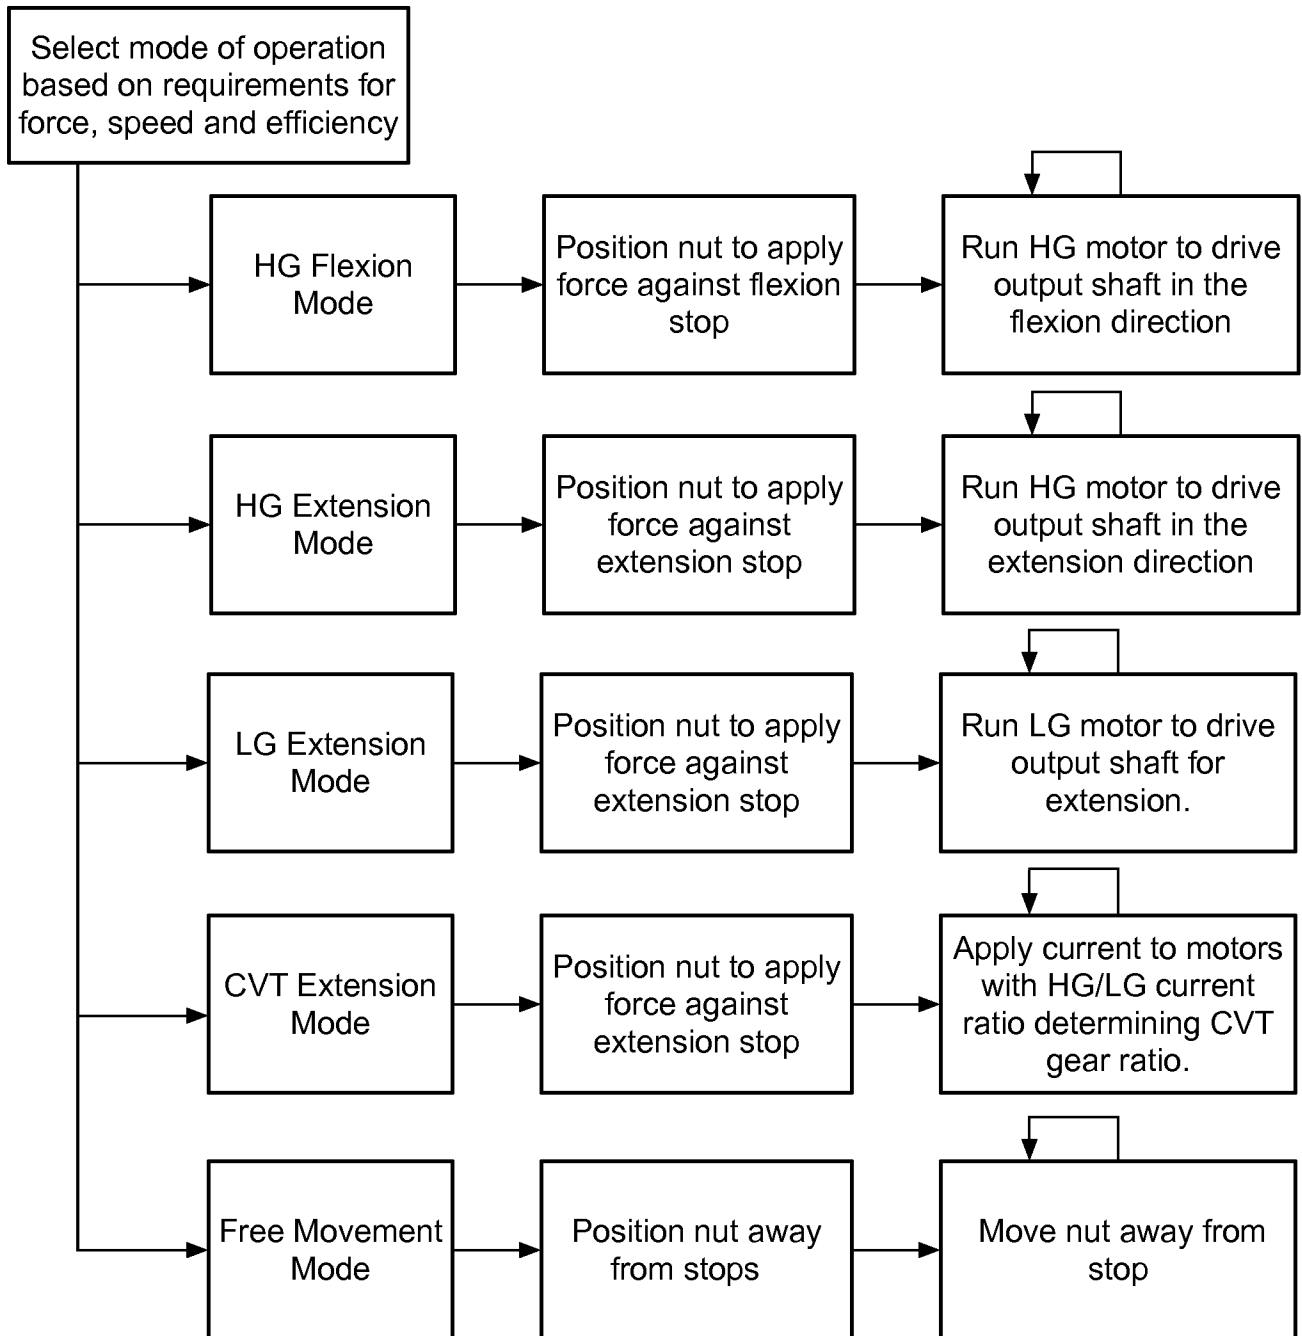 Select mode of operation
based on requirements for
force, speed and efficiency
HG Flexion
Mode
Position nut to apply
force against flexion
stop
Run HG motor to drive
output shaft in the
flexion direction
HG Extension
Mode
Position nut to apply
force against
extension stop
Run HG motor to drive
output shaft in the
extension direction
LG Extension
Mode
Position nut to apply
force against
extension stop
Run LG motor to drive
output shaft for
extension.
CVT Extension
Mode
Position nut to apply
force against
extension stop
Apply current to motors
with HG/LG current
ratio determining CVT
gear ratio.
Free Movement
Mode
Position nut away
from stops
Move nut away from
stop